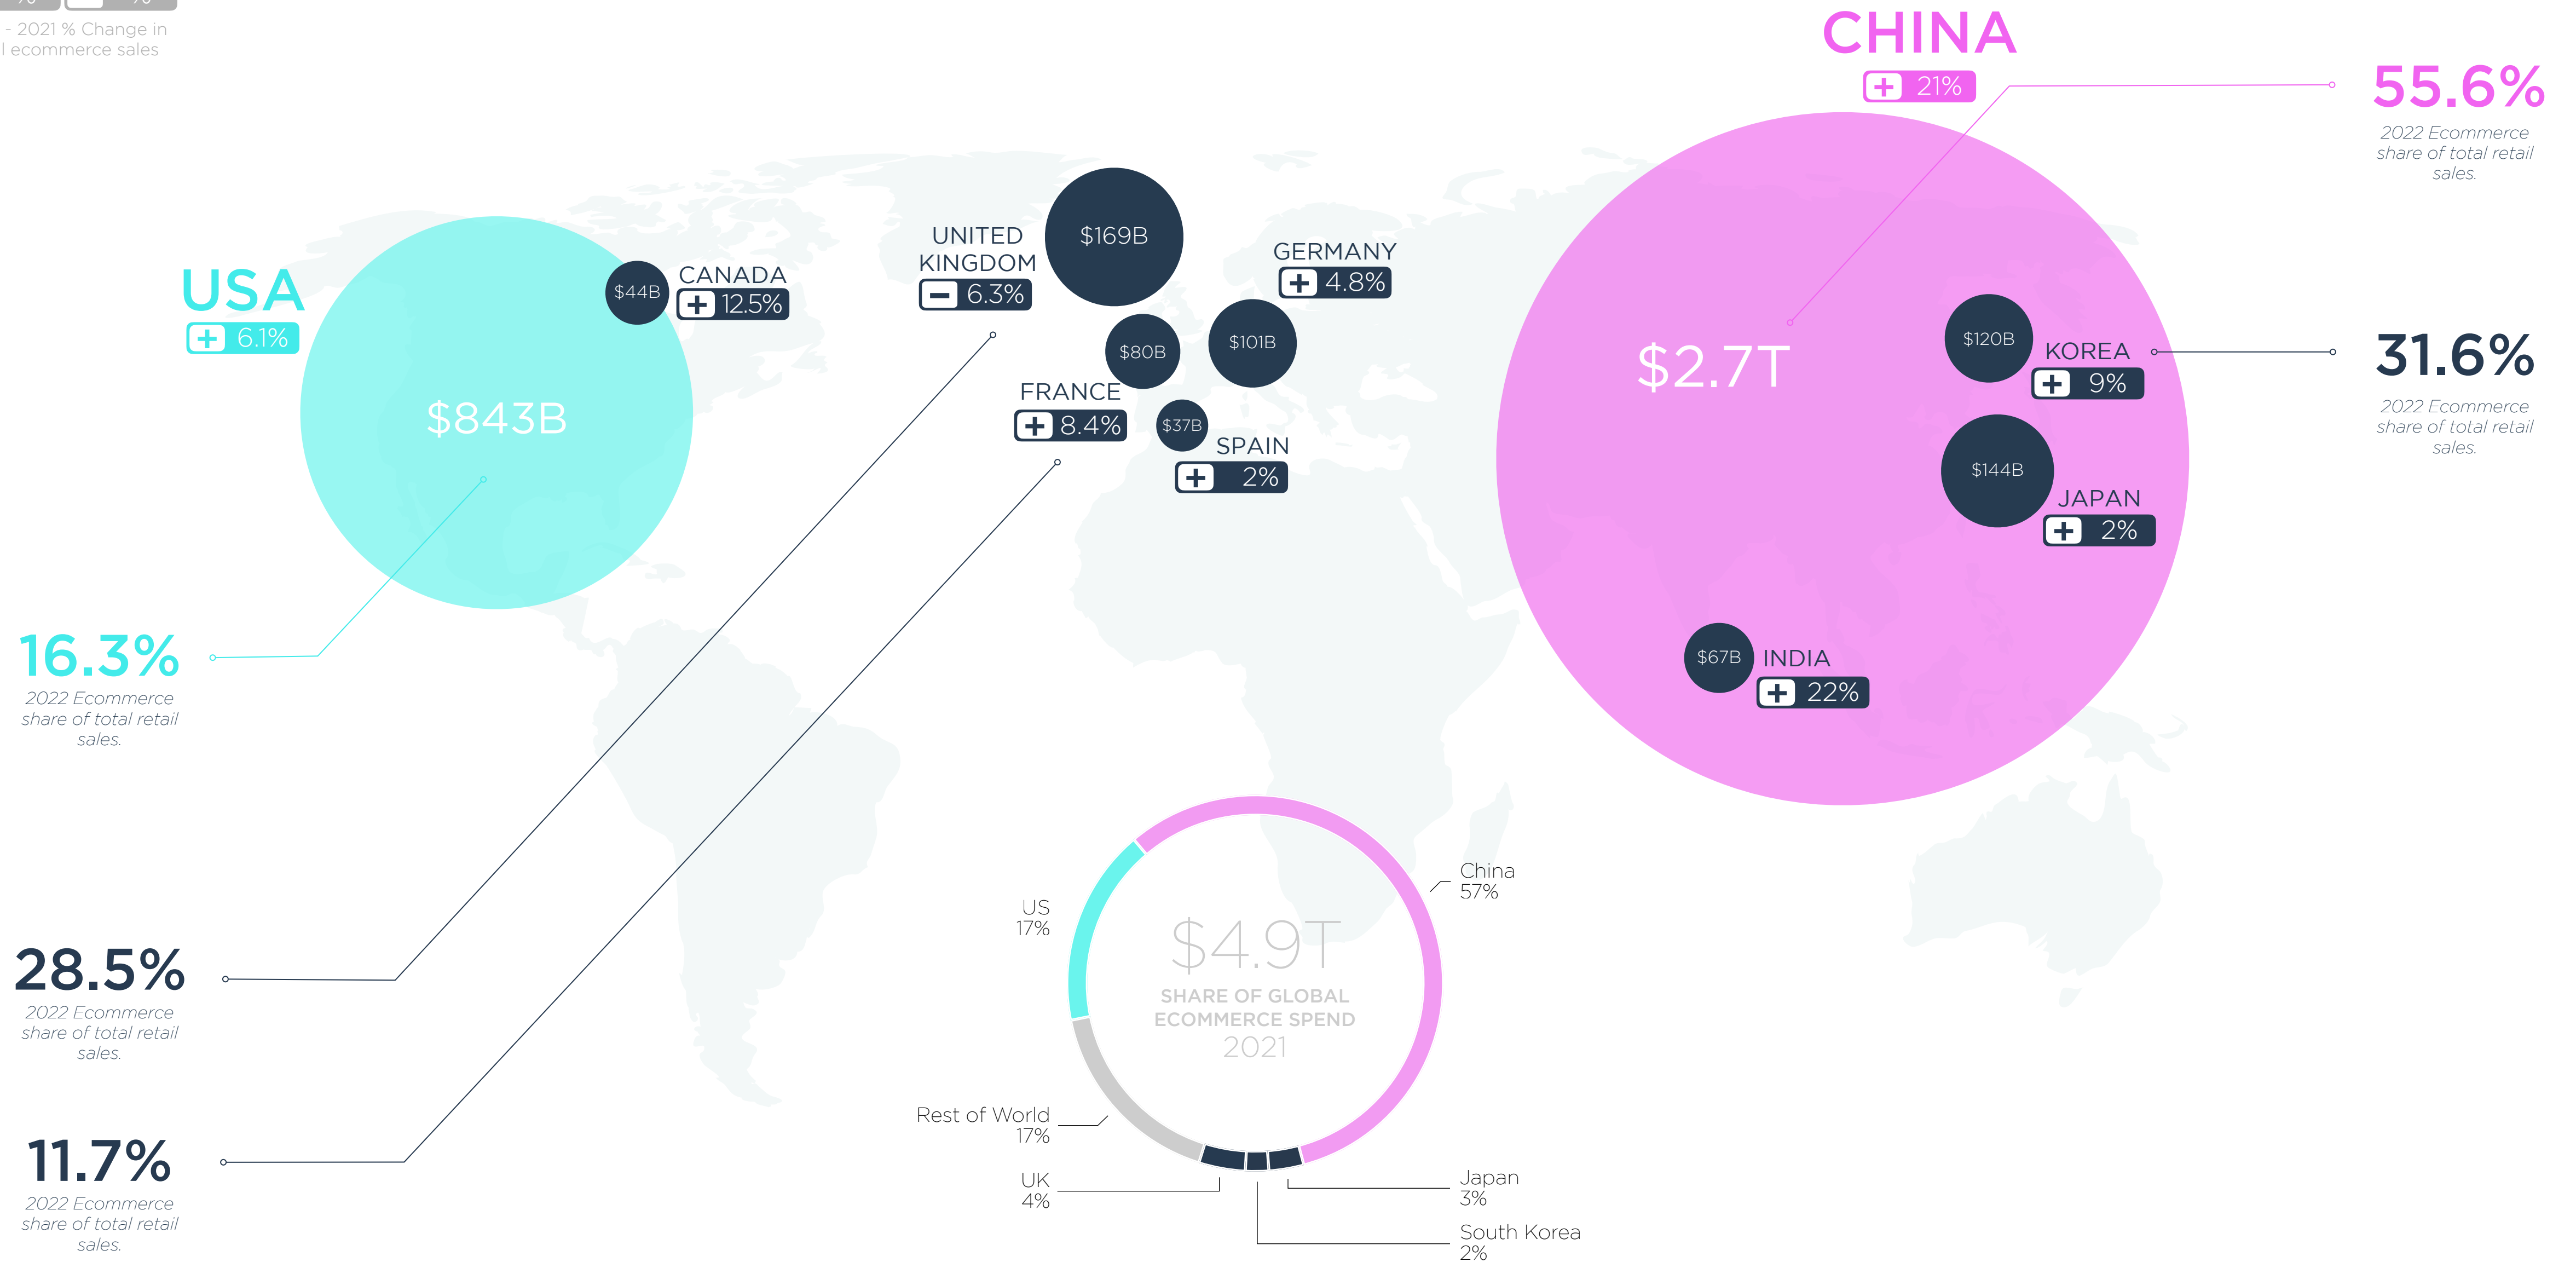 - 2021 % Change in
ecommerce sales
CHINA
+ 21%
55.6%
2022 Ecommerce
share of total retail
sales.
USA
+ 6.1%
$843B
$44B
CANADA
+ 12.5%
UNITED
KINGDOM
− 6.3%
$169B
GERMANY
+ 4.8%
$101B
$80B
FRANCE
+ 8.4%
$37B
SPAIN
+ 2%
$2.7T
$120B
KOREA
+ 9%
$144B
JAPAN
+ 2%
$67B
INDIA
+ 22%
31.6%
2022 Ecommerce
share of total retail
sales.
16.3%
2022 Ecommerce
share of total retail
sales.
28.5%
2022 Ecommerce
share of total retail
sales.
11.7%
2022 Ecommerce
share of total retail
sales.
$4.9T
SHARE OF GLOBAL
ECOMMERCE SPEND
2021
China
57%
US
17%
Rest of World
17%
UK
4%
Japan
3%
South Korea
2%